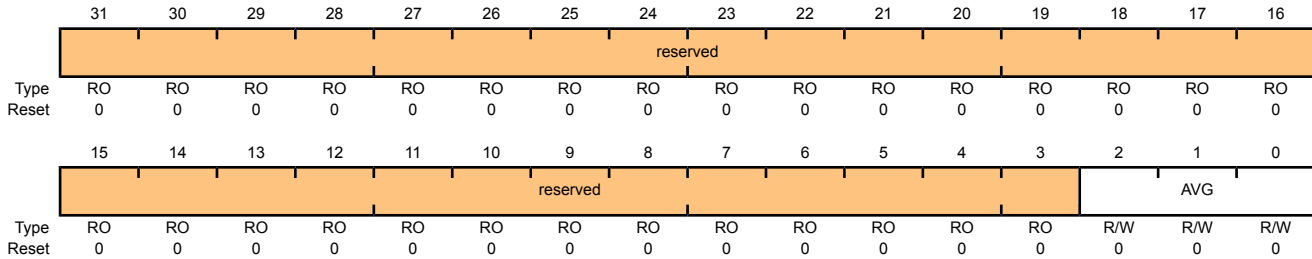 31 30 29 28 27 26 25 24 23 22 21 20 19 18 17 16
reserved
Type RO RO RO RO RO RO RO RO RO RO RO RO RO RO RO RO
Reset 0 0 0 0 0 0 0 0 0 0 0 0 0 0 0 0
15 14 13 12 11 10 9 8 7 6 5 4 3 2 1 0
reserved AVG
Type RO RO RO RO RO RO RO RO RO RO RO RO RO R/W R/W R/W
Reset 0 0 0 0 0 0 0 0 0 0 0 0 0 0 0 0